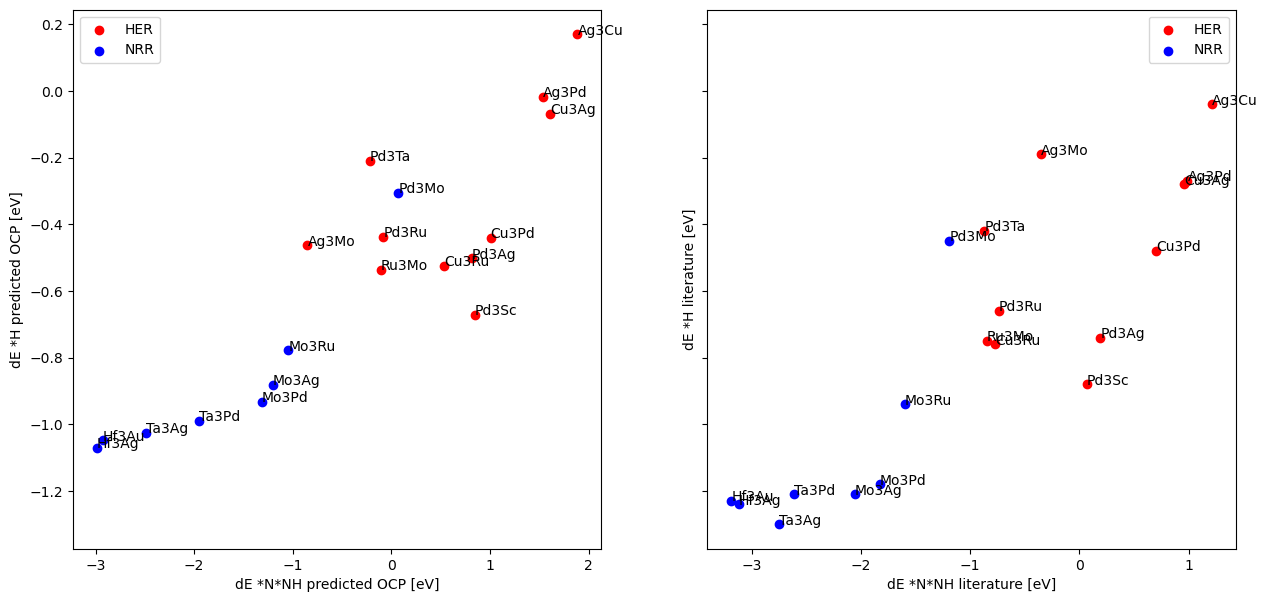 HER
NRR
Ag3Cu
Ag3Pd
Cu3Ag
Pd3Ta
Pd3Mo
Pd3Ru
Cu3Pd
Ag3Mo
Pd3Ag
Cu3Ru
Ru3Mo
Pd3Sc
Mo3Ru
Mo3Ag
Mo3Pd
Ta3Pd
Ta3Ag
Hf3Au
Hf3Ag
0.2
0.0
−0.2
−0.4
−0.6
−0.8
−1.0
−1.2
dE *H predicted OCP [eV]
−3
−2
−1
0
1
2
dE *N*NH predicted OCP [eV]
HER
NRR
Ag3Cu
Ag3Mo
Ag3Pd
Cu3Ag
Pd3Ta
Pd3Mo
Cu3Pd
Pd3Ru
Pd3Ag
Ru3Mo
Cu3Ru
Pd3Sc
Mo3Ru
Mo3Pd
Ta3Pd
Mo3Ag
Hf3Au
Hf3Ag
Ta3Ag
dE *H literature [eV]
−3
−2
−1
0
1
dE *N*NH literature [eV]